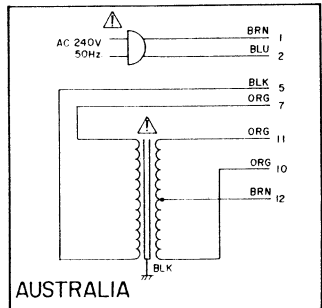 BRN 1
AC 240V
50Hz
BLU 2
BLK 5
ORG 7
ORG 11
ORG 10
BRN 12
BLK
AUSTRALIA